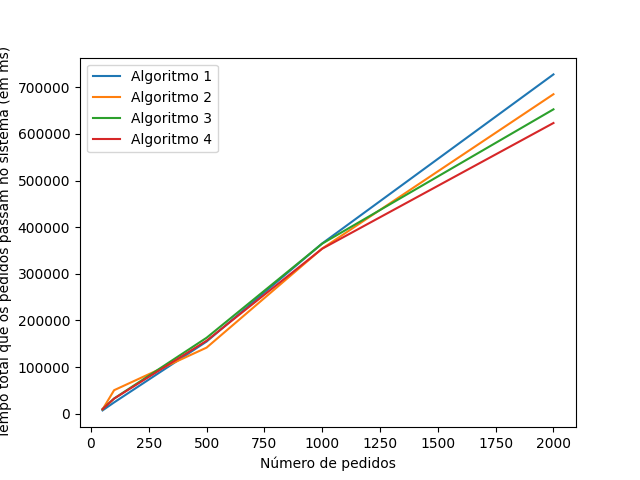 Algoritmo 1
Algoritmo 2
Algoritmo 3
Algoritmo 4
Tempo total que os pedidos passam no sistema (em ms)
700000
600000
500000
400000
300000
200000
100000
0
0 250 500 750 1000 1250 1500 1750 2000
Número de pedidos